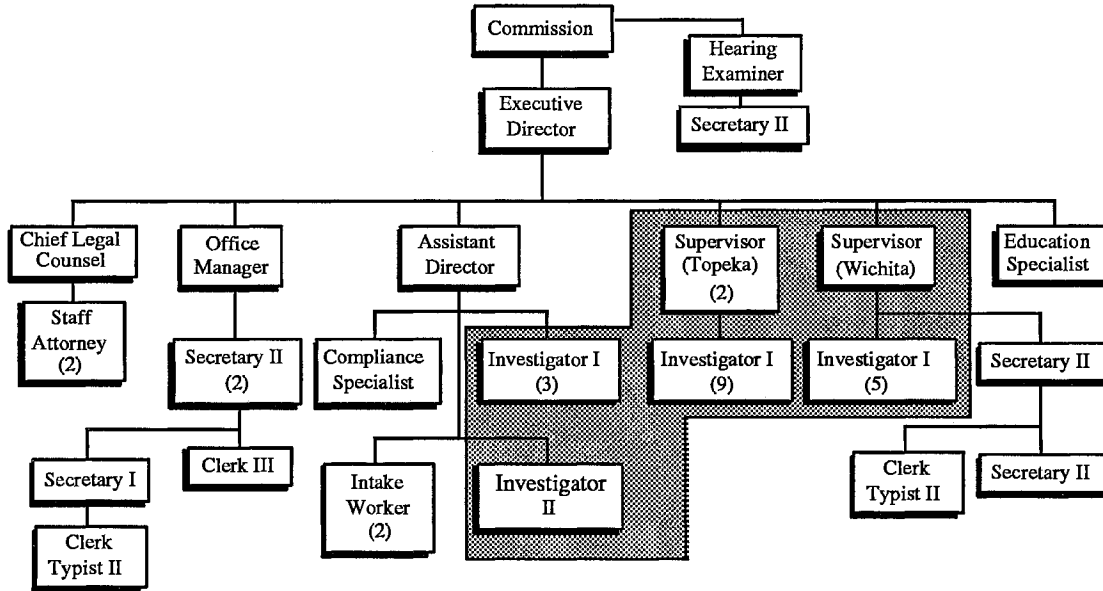 Commission
Hearing
Examiner
Secretary II
Executive
Director
Chief Legal
Counsel
Staff
Attorney
(2)
Office
Manager
Secretary II
(2)
Secretary I
Clerk
Typist II
Clerk III
Assistant
Director
Compliance
Specialist
Investigator I
(3)
Intake
Worker
(2)
Investigator
II
Supervisor
(Topeka)
(2)
Investigator I
(9)
Supervisor
(Wichita)
Investigator I
(5)
Secretary II
Clerk
Typist II
Secretary II
Education
Specialist